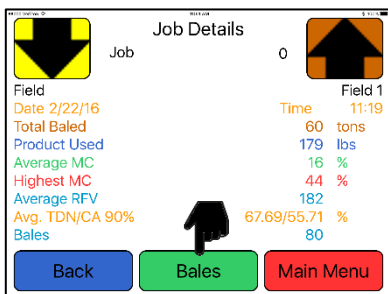 Job Details
Job 0
Field Field 1
Date 2/22/16 Time 11:19
Total Baled 60 tons
Product Used 179 lbs
Average MC 16 %
Highest MC 44 %
Average RFV 182
Avg. TDN/CA 90% 67.69/55.71 %
Bales 80
Back Bales Main Menu